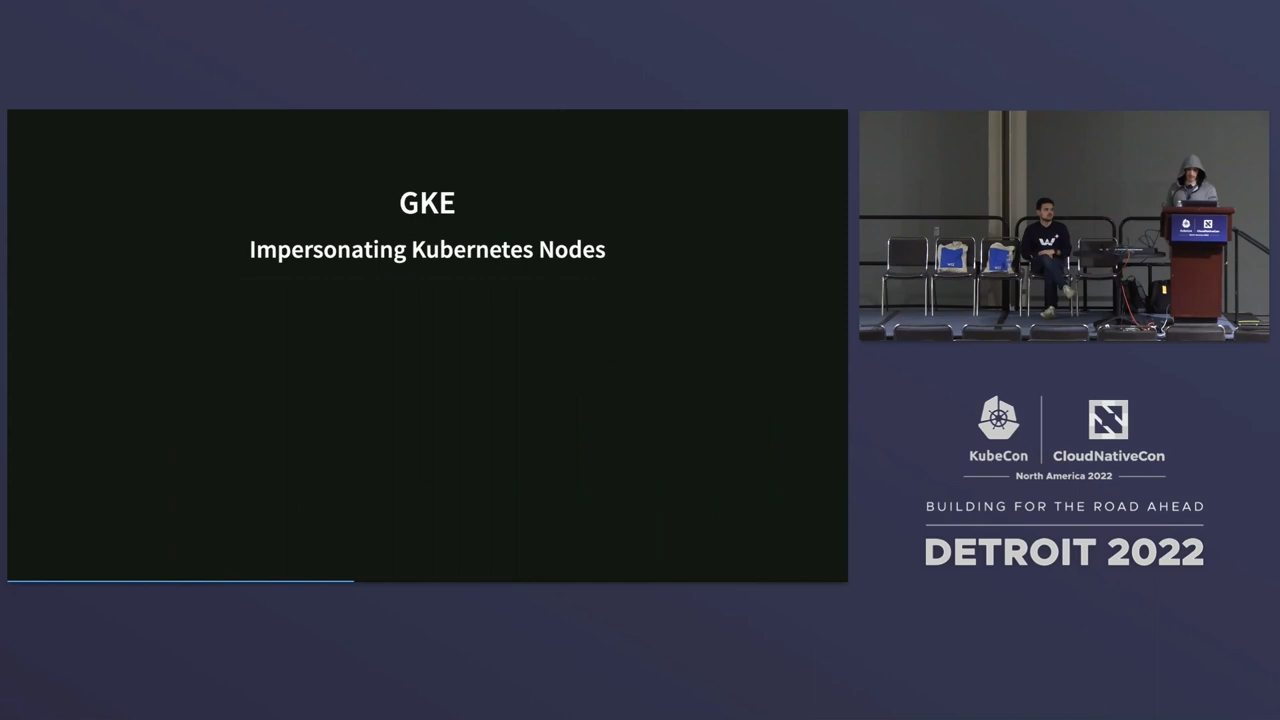 GKE
Impersonating Kubernetes Nodes
KubeCon
CloudNativeCon
North America 2022
BUILDING FOR THE ROAD AHEAD
DETROIT 2022